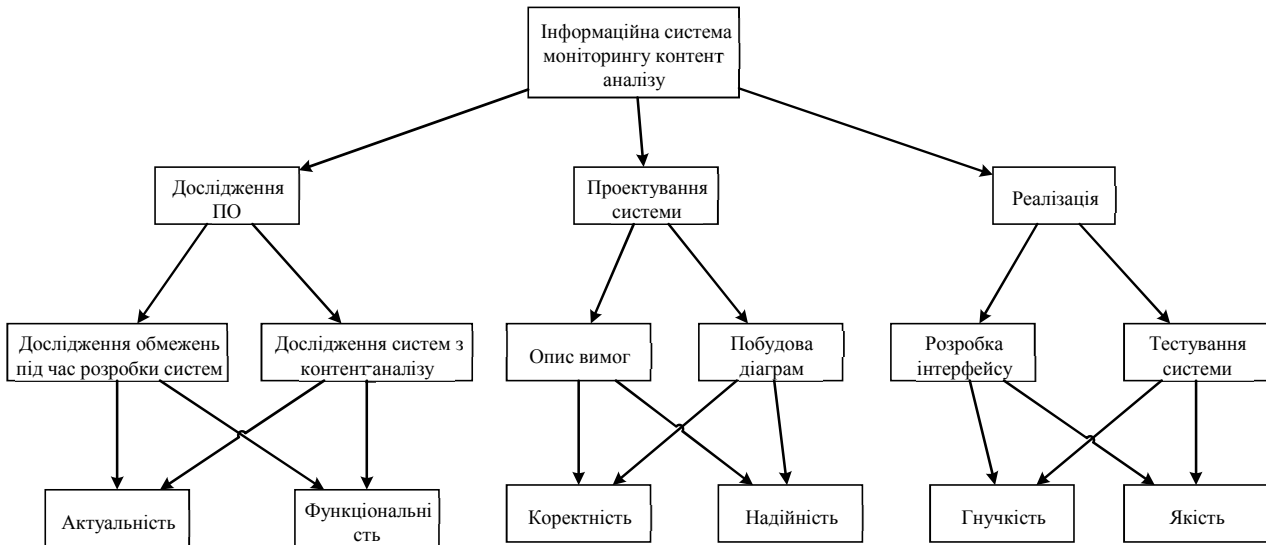 Інформаційна система
моніторингу контент
аналізу
Дослідження
ПО
Проектування
системи
Реалізація
Дослідження обмежень
під час розробки систем
Дослідження систем з
контент аналізу
Опис вимог
Побудова
діаграм
Розробка
інтерфейсу
Тестування
системи
Актуальність
Функціональні
сть
Коректність
Надійність
Гнучкість
Якість